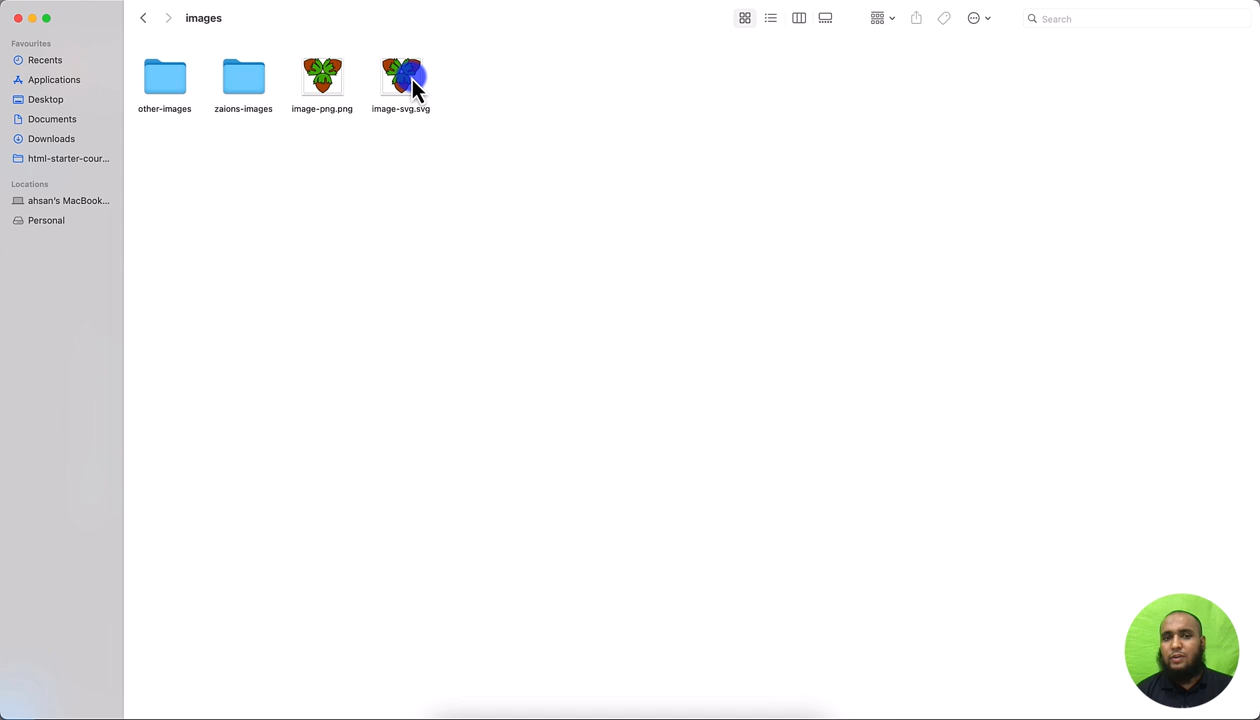 images
Search
Favourites
Recents
Applications
Desktop
Documents
Downloads
html-starter-cour...
Locations
ahsan's MacBook...
Personal
other-images
zaions-images
image-png.png
image-svg.svg